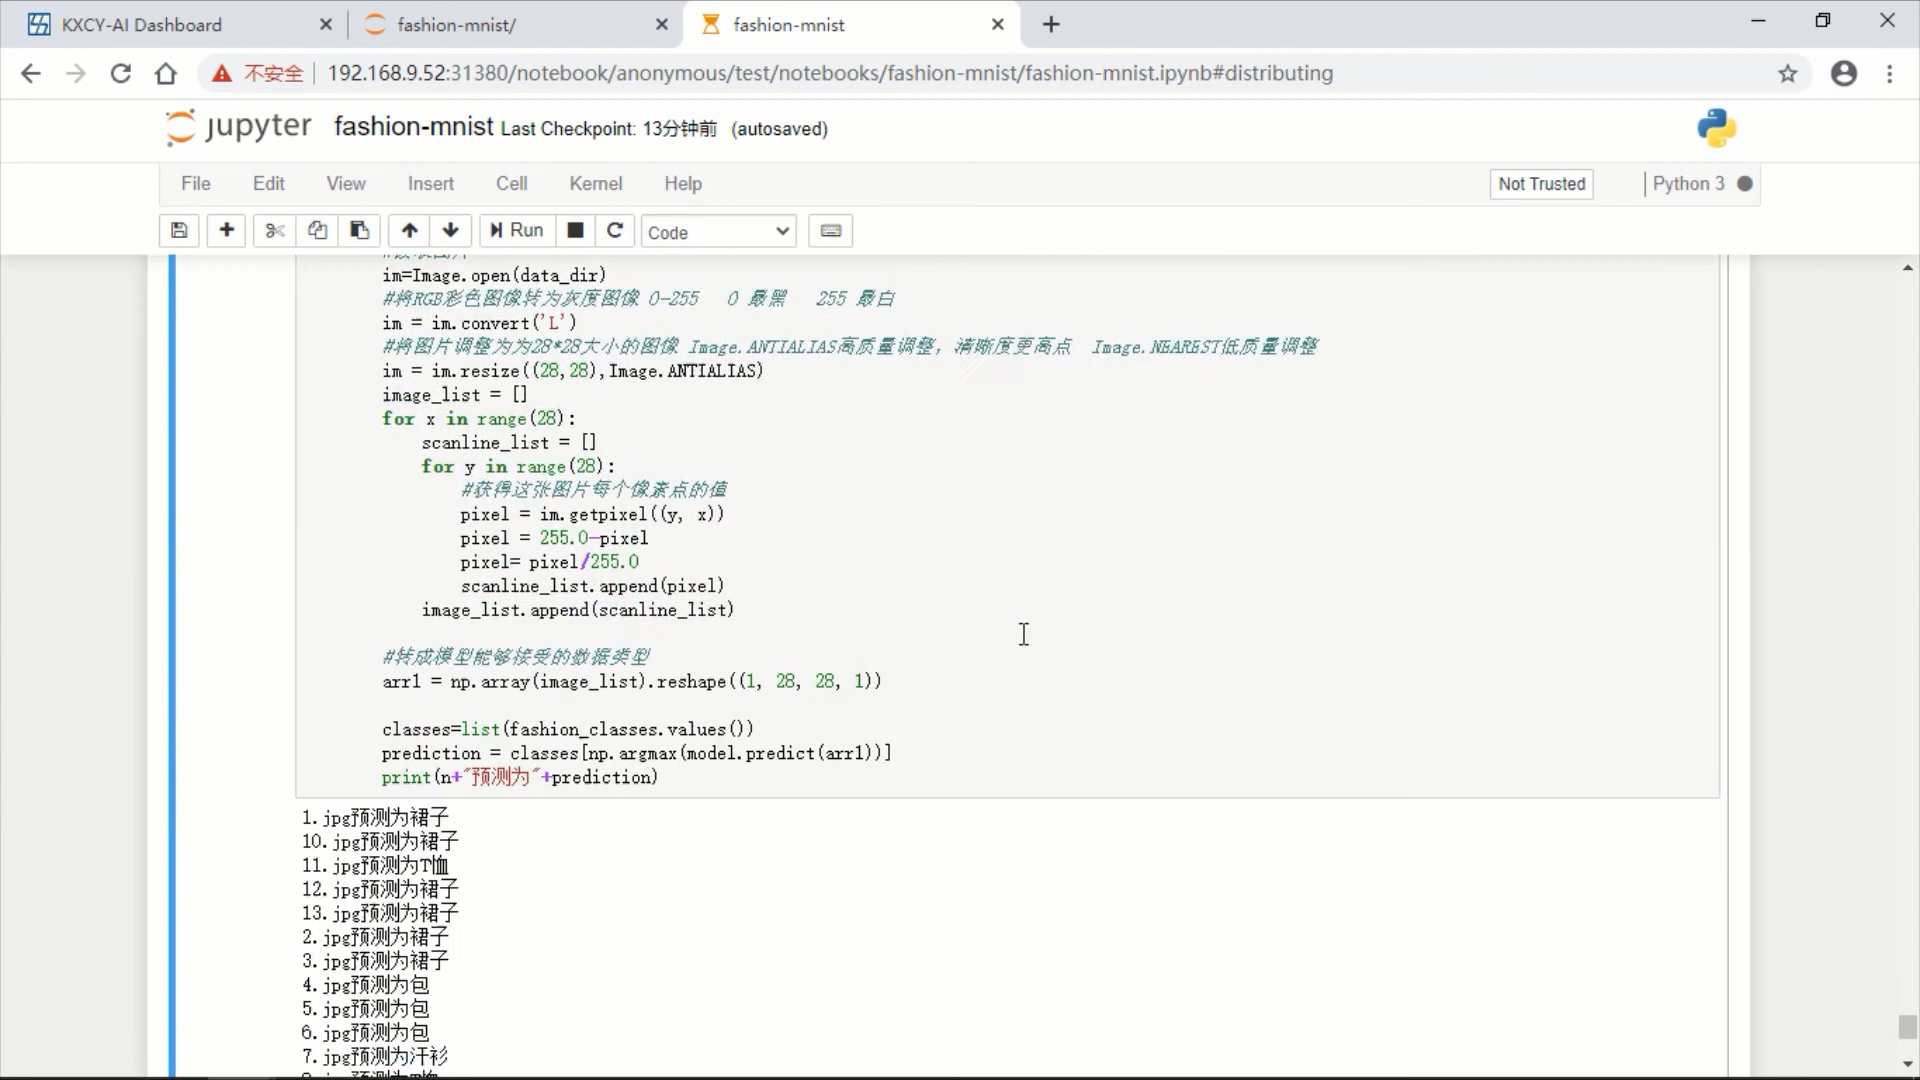 KXCY-AI Dashboard
fashion-mnist/
fashion-mnist
不安全
192.168.9.52:31380/notebook/anonymous/test/notebooks/fashion-mnist/fashion-mnist.ipynb#distributing
jupyter fashion-mnist Last Checkpoint: 13分钟前 (autosaved)
File Edit View Insert Cell Kernel Help Not Trusted Python 3
Run Code
im=Image.open(data_dir)
#将RGB彩色图像转为灰度图像 0-255 0 最黑 255 最白
im = im.convert('L')
#将图片调整为为28*28大小的图像 Image.ANTIALIAS高质量调整，清晰度更高点 Image.NEAREST低质量调整
im = im.resize((28,28),Image.ANTIALIAS)
image_list = []
for x in range(28):
scanline_list = []
for y in range(28):
#获得这张图片每个像素点的值
pixel = im.getpixel((y, x))
pixel = 255.0-pixel
pixel= pixel/255.0
scanline_list.append(pixel)
image_list.append(scanline_list)
#转成模型能够接受的数据类型
arr1 = np.array(image_list).reshape((1, 28, 28, 1))
classes=list(fashion_classes.values())
prediction = classes[np.argmax(model.predict(arr1))]
print(n+"预测为"+prediction)
1.jpg预测为裙子
10.jpg预测为裙子
11.jpg预测为T恤
12.jpg预测为裙子
13.jpg预测为裙子
2.jpg预测为裙子
3.jpg预测为裙子
4.jpg预测为包
5.jpg预测为包
6.jpg预测为包
7.jpg预测为汗衫